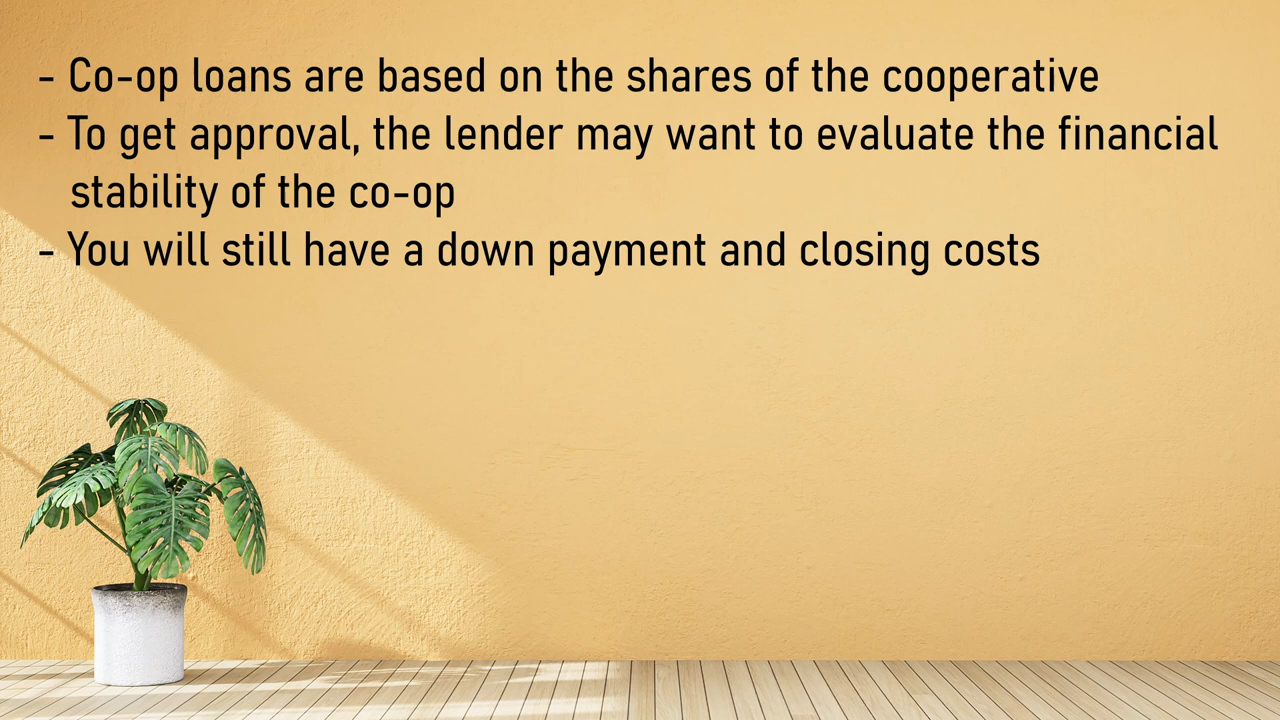 - Co-op loans are based on the shares of the cooperative
- To get approval, the lender may want to evaluate the financial
stability of the co-op
- You will still have a down payment and closing costs